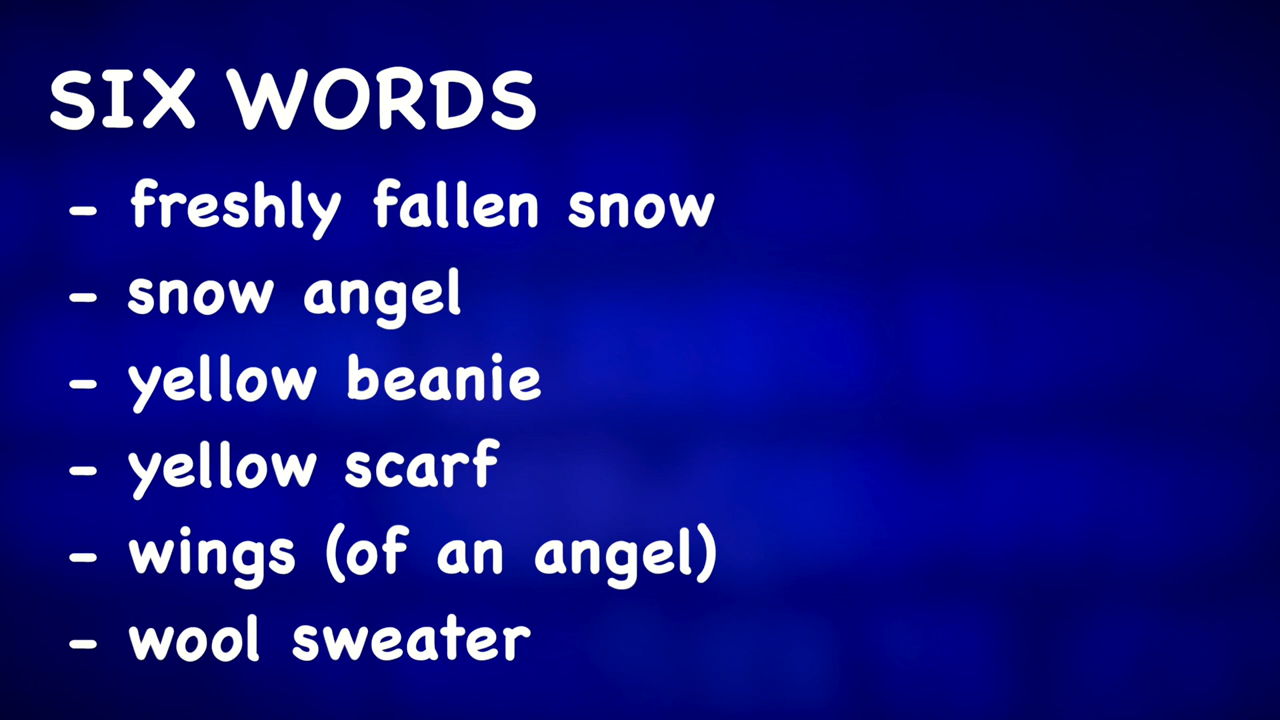 SIX WORDS
- freshly fallen snow
- snow angel
- yellow beanie
- yellow scarf
- wings (of an angel)
- wool sweater